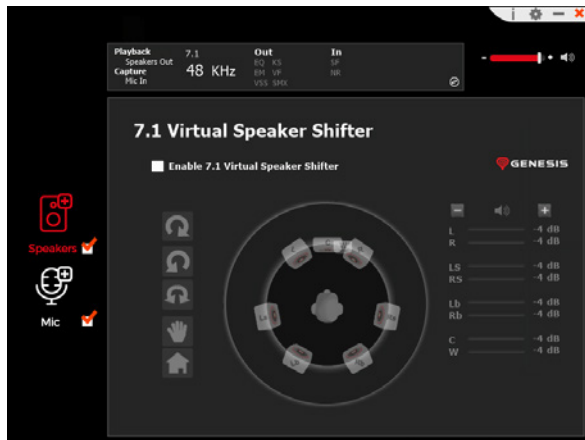 i
Playback 7.1 Out In
Speakers Out EQ KS SF
Capture 48 KHz EM VF NR
Mic In VSS SMX
7.1 Virtual Speaker Shifter
Enable 7.1 Virtual Speaker Shifter
GENESIS
Speakers
Mic
L -4 dB
R -4 dB
LS -4 dB
RS -4 dB
Lb -4 dB
Rb -4 dB
C -4 dB
W -4 dB